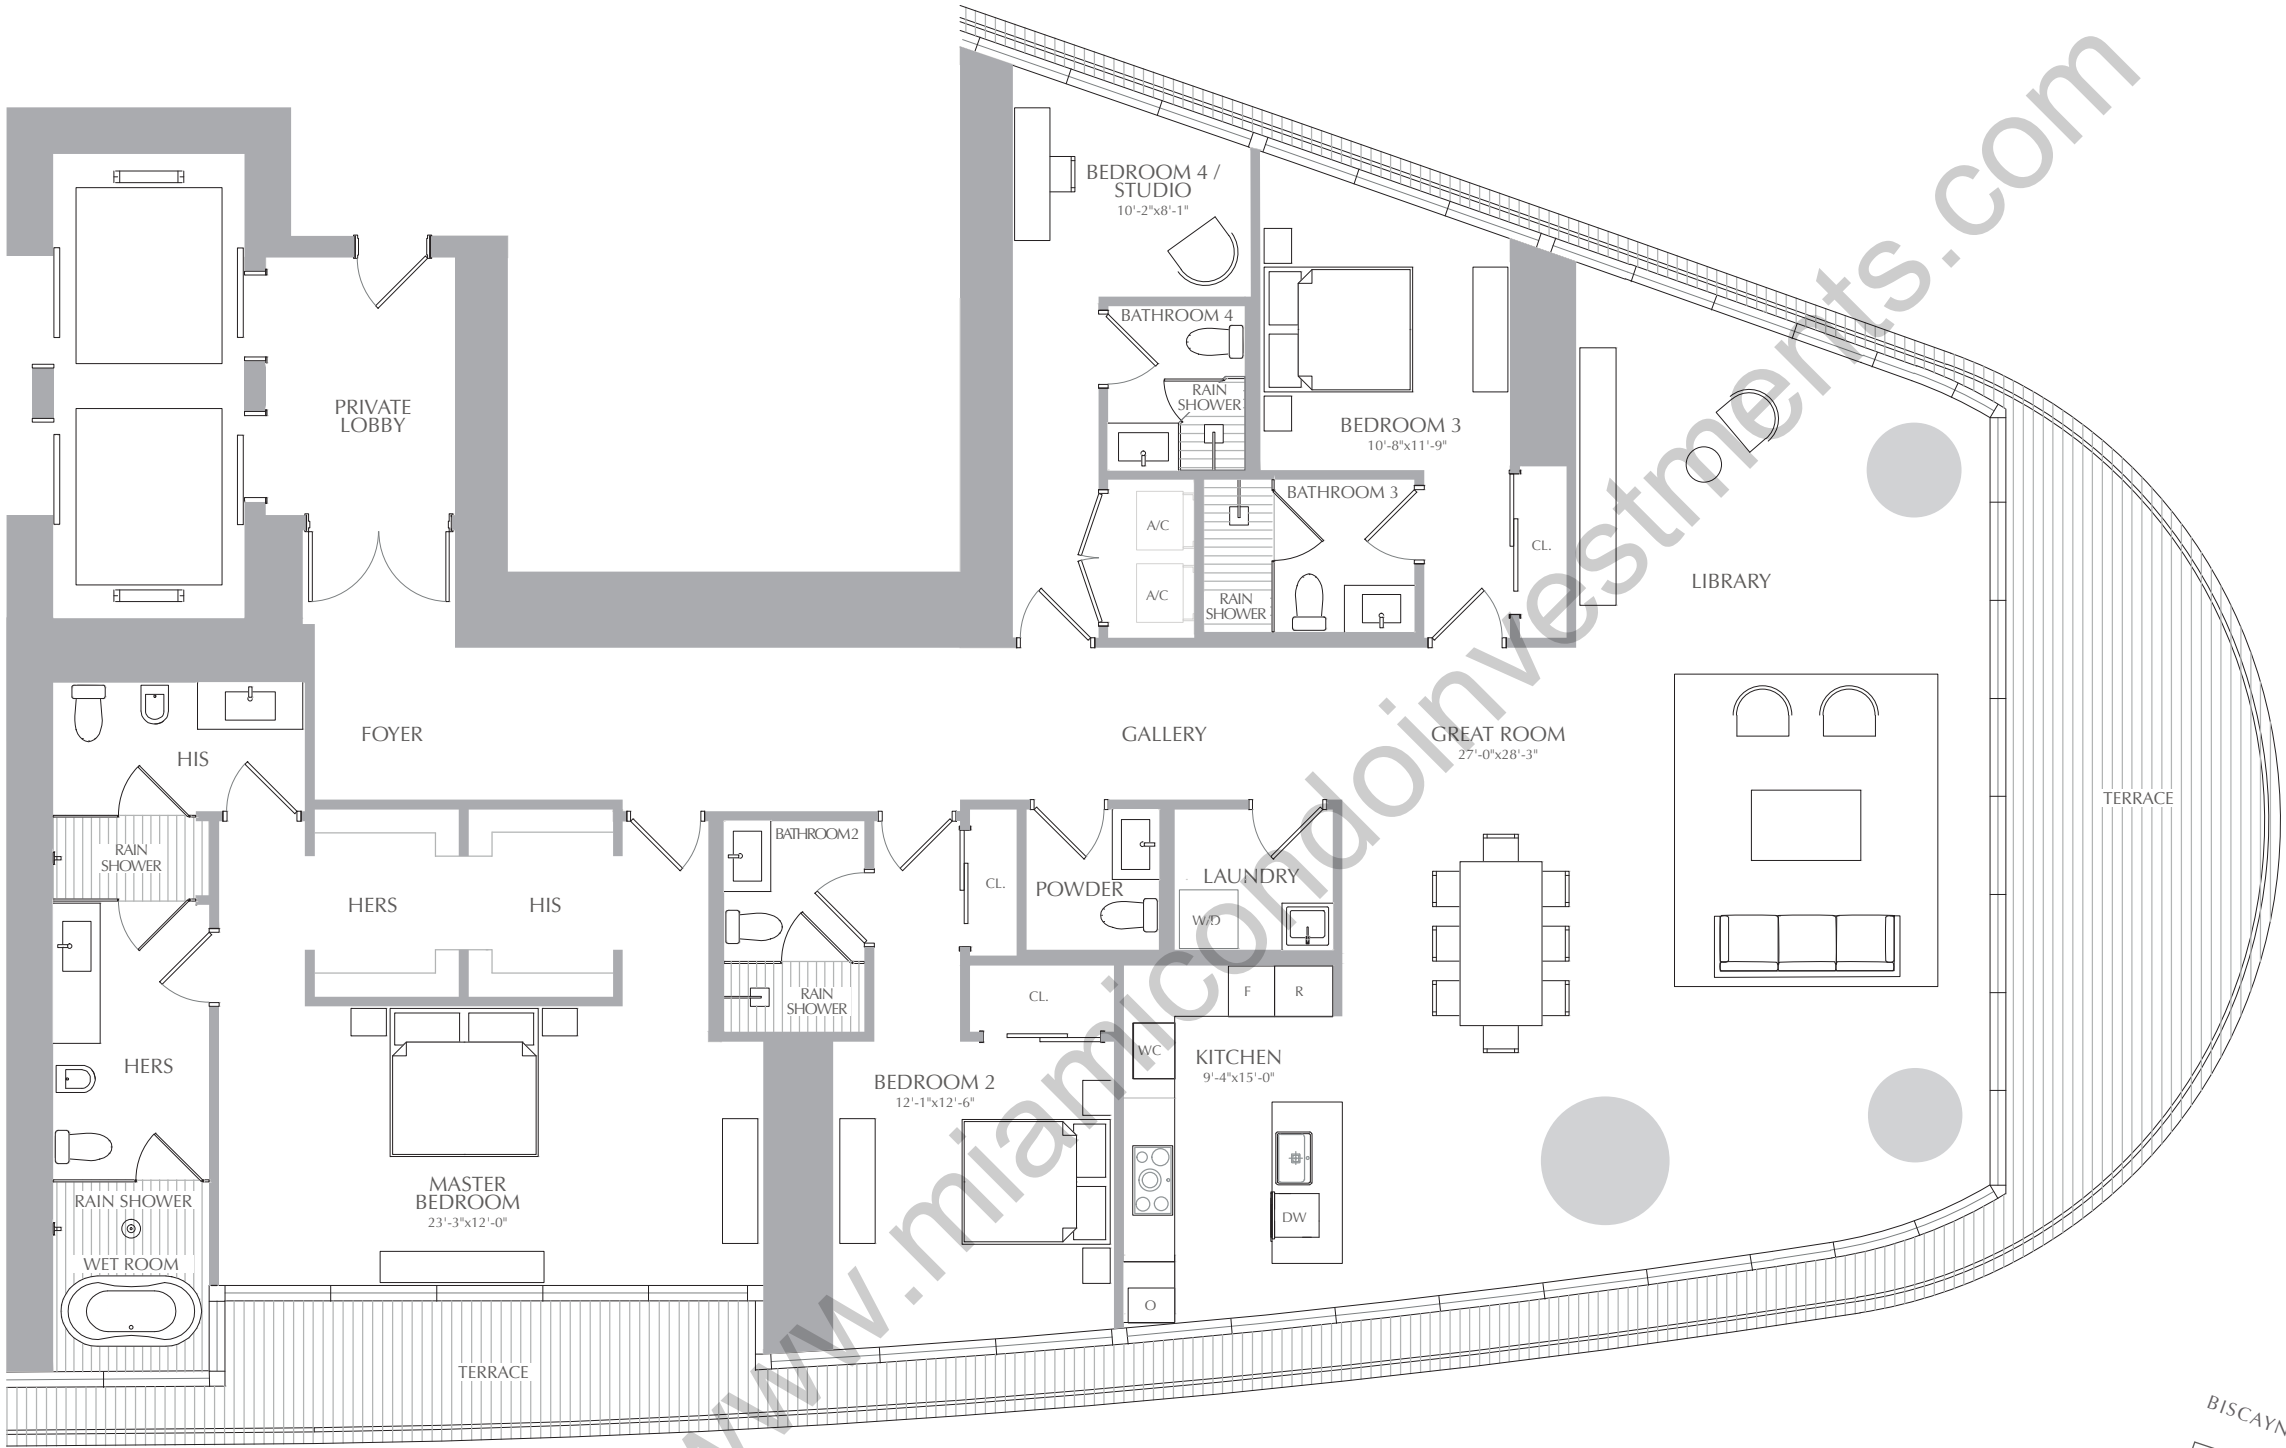 BEDROOM 4 /
STUDIO
10'-2"x8'-1"
BATHROOM 4
RAIN
SHOWER
PRIVATE
LOBBY
BEDROOM 3
10'-8"x11'-9"
BATHROOM 3
A/C
A/C
RAIN
SHOWER
CL.
LIBRARY
FOYER
GALLERY
GREAT ROOM
27'-0"x28'-3"
TERRACE
HIS
RAIN
SHOWER
HERS
HIS
BATHROOM2
RAIN
SHOWER
CL.
POWDER
LAUNDRY
W/D
CL.
F
R
WC
KITCHEN
9'-4"x15'-0"
HERS
BEDROOM 2
12'-1"x12'-6"
MASTER
BEDROOM
23'-3"x12'-0"
RAIN SHOWER
WET ROOM
DW
O
TERRACE
www.miamicondoinvestments.com